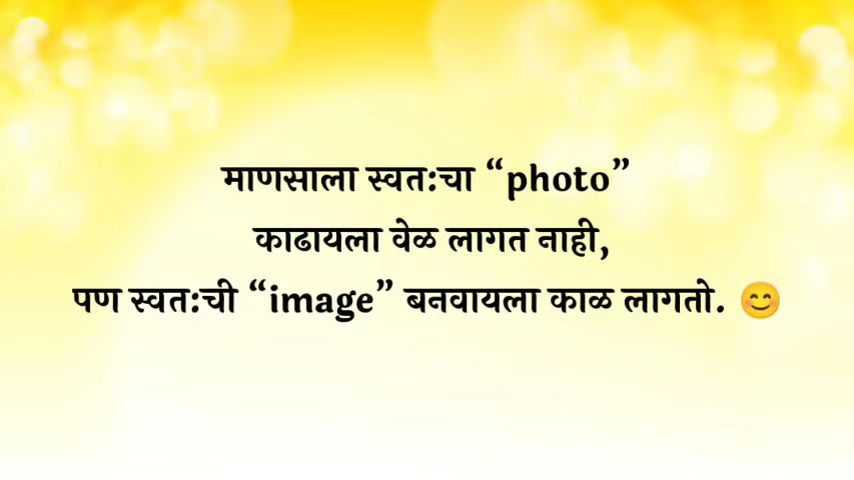 माणसाला स्वत:चा “photo”
काढायला वेळ लागत नाही,
पण स्वत:ची “image” बनवायला काळ लागतो. 😊